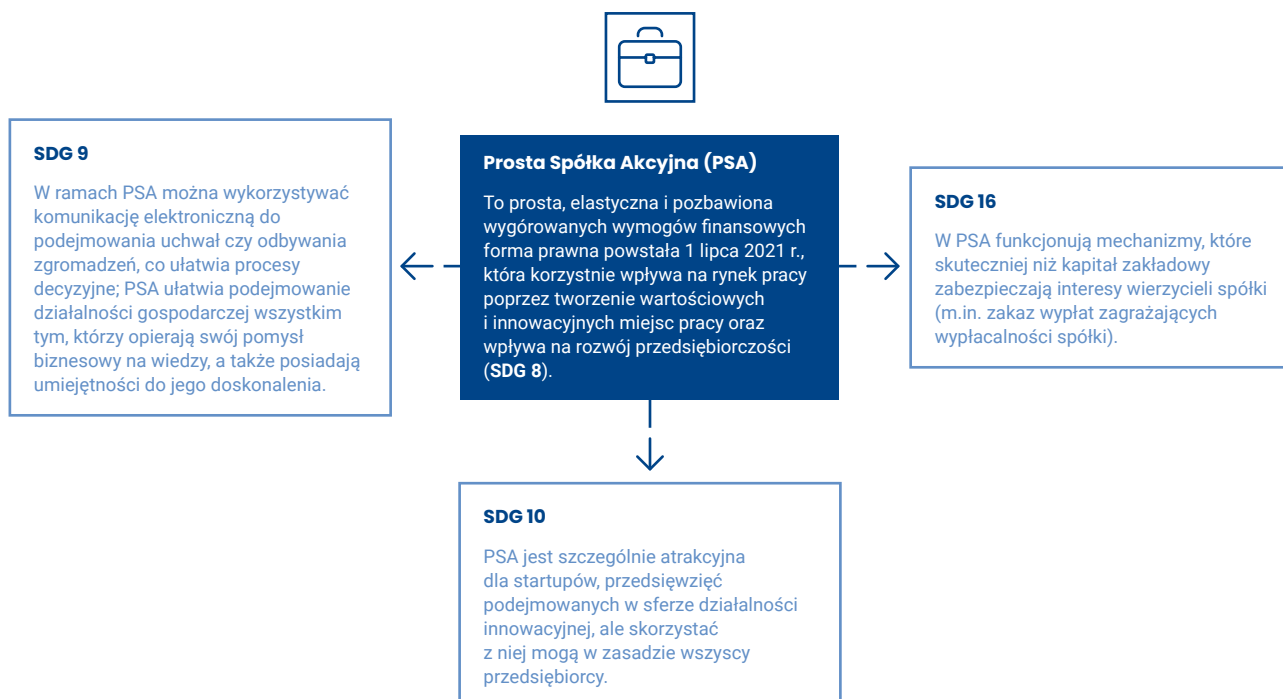 SDG 9
W ramach PSA można wykorzystywać
komunikację elektroniczną do
podejmowania uchwał czy odbywania
zgromadzeń, co ułatwia procesy
decyzyjne; PSA ułatwia podejmowanie
działalności gospodarczej wszystkim
tym, którzy opierają swój pomysł
biznesowy na wiedzy, a także posiadają
umiejętności do jego doskonalenia.
Prosta Spółka Akcyjna (PSA)
To prosta, elastyczna i pozbawiona
wygórowanych wymogów finansowych
forma prawna powstała 1 lipca 2021 r.,
która korzystnie wpływa na rynek pracy
poprzez tworzenie wartościowych
i innowacyjnych miejsc pracy oraz
wpływa na rozwój przedsiębiorczości
(SDG 8).
SDG 16
W PSA funkcjonują mechanizmy, które
skuteczniej niż kapitał zakładowy
zabezpieczają interesy wierzycieli spółki
(m.in. zakaz wypłat zagrażających
wypłacalności spółki).
SDG 10
PSA jest szczególnie atrakcyjna
dla startupów, przedsięwzięć
podejmowanych w sferze działalności
innowacyjnej, ale skorzystać
z niej mogą w zasadzie wszyscy
przedsiębiorcy.